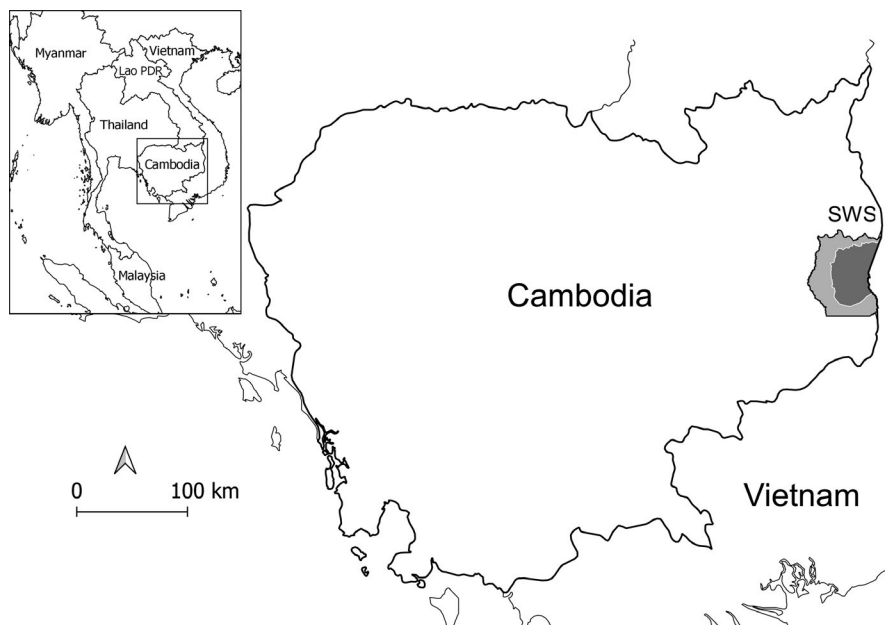 Myanmar
Vietnam
Lao PDR
Thailand
Cambodia
Malaysia
SWS
Cambodia
Vietnam
0 100 km